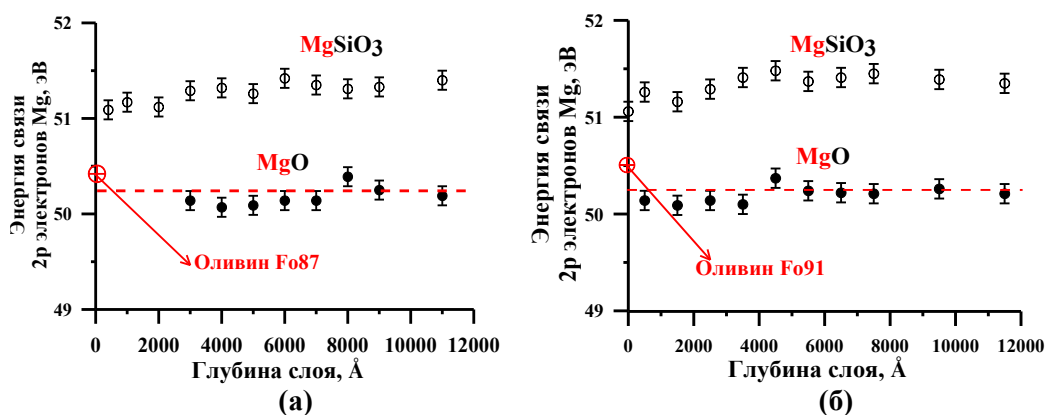 52
MgSiO3
51
MgO
50
Оливин Fo87
49
0 2000 4000 6000 8000 10000 12000
Глубина слоя, Å
Энергия связи
2p электронов Mg, эВ
(а)
52
MgSiO3
51
MgO
50
Оливин Fo91
49
0 2000 4000 6000 8000 10000 12000
Глубина слоя, Å
Энергия связи
2p электронов Mg, эВ
(б)